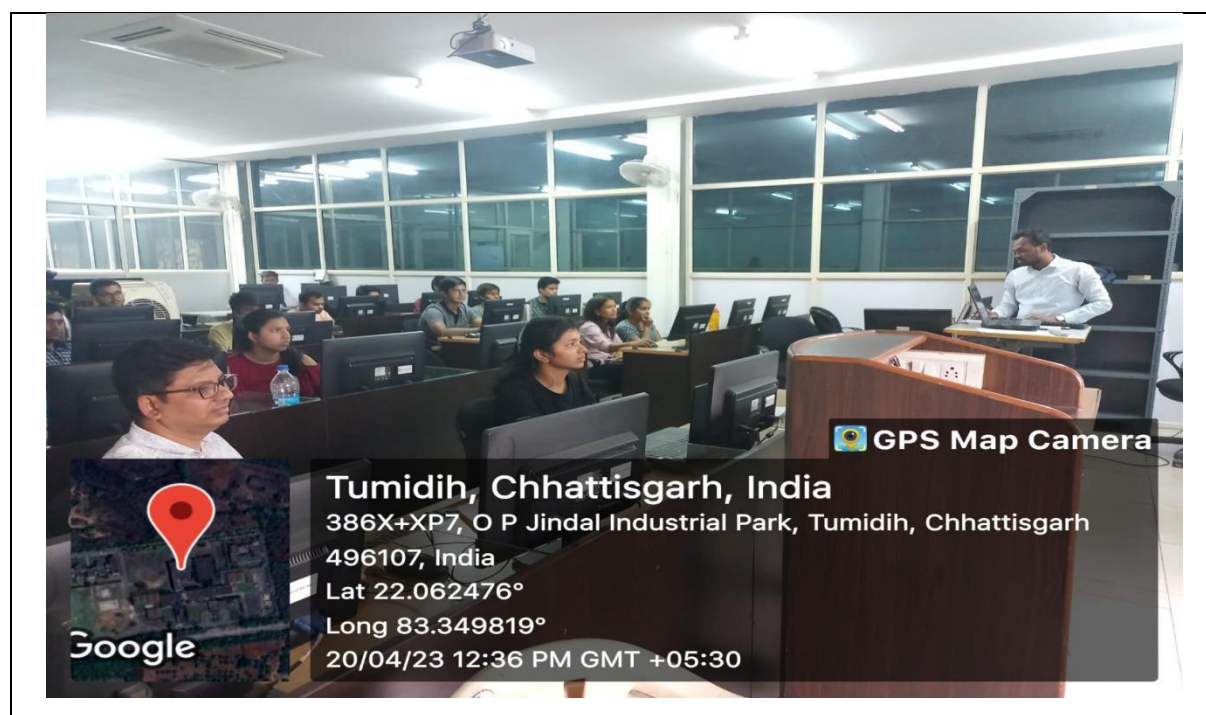 GPS Map Camera
Tumidih, Chhattisgarh, India
386X+XP7, O P Jindal Industrial Park, Tumidih, Chhattisgarh
496107, India
Lat 22.062476°
Long 83.349819°
20/04/23 12:36 PM GMT +05:30
Google